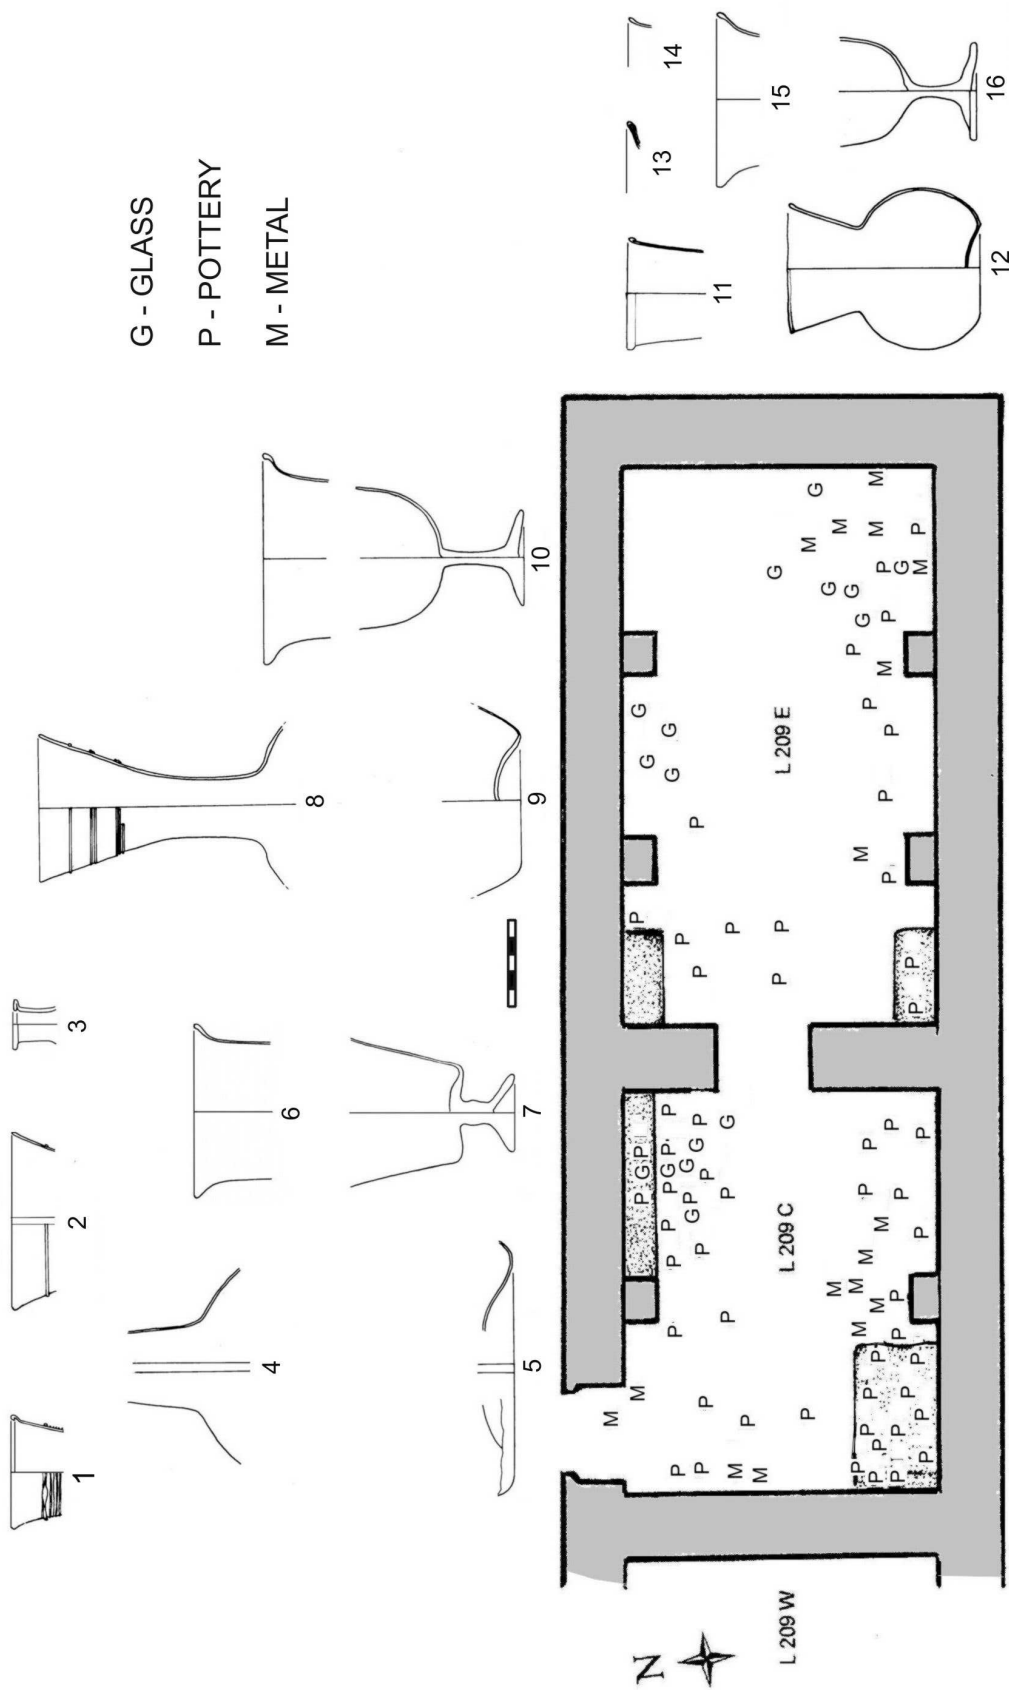 1 2 3
G - GLASS
P - POTTERY
M - METAL
4 6 8
5 7 9 10
11 13 14
12 15 16
N
M
M P G P P G
G
P P P P P G P P P G G
P P P G P P G G P P P
M P P G P
M P
P P G
L 209 W L 209 C L 209 E
P M G
M G M
P M M M P M P G G
P P P P P M M P P P M P M M
P P P P P P P P P P G
P P P P P P P M P